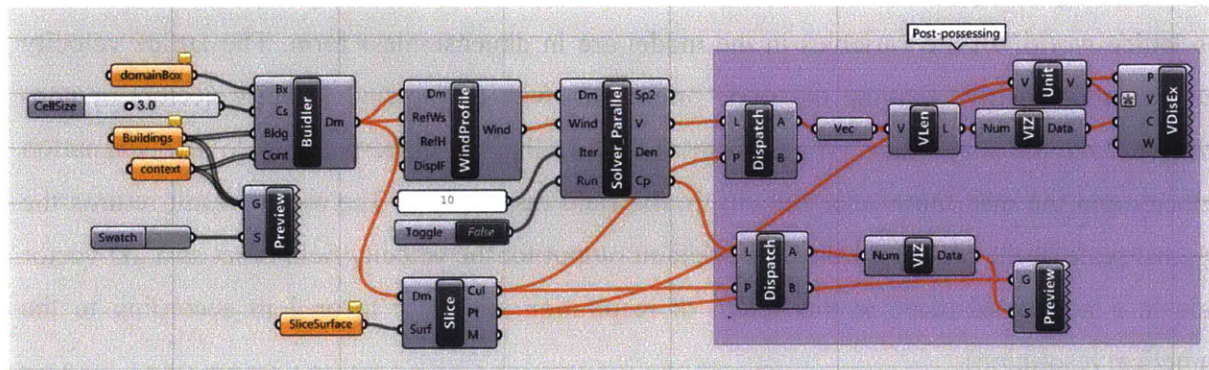 Post-possessing
domainBox
CellSize
3.0
Buildings
context
Bx
Cs
Bldg
Cont
Buidler
Dm
Swatch
G
S
Preview
Dm
RefWs
RefH
DisplF
WindProfile
Wind
10
Toggle
False
Dm
Wind
Iter
Run
Solver_Parallel
Sp2
V
Den
Cp
SliceSurface
Dm
Surf
Slice
Cul
Pt
M
L
P
Dispatch
A
B
Vec
V
VLen
L
V
Unit
V
Num
VIZ
Data
P
V
C
W
VDisEx
L
P
Dispatch
A
B
Num
VIZ
Data
G
S
Preview